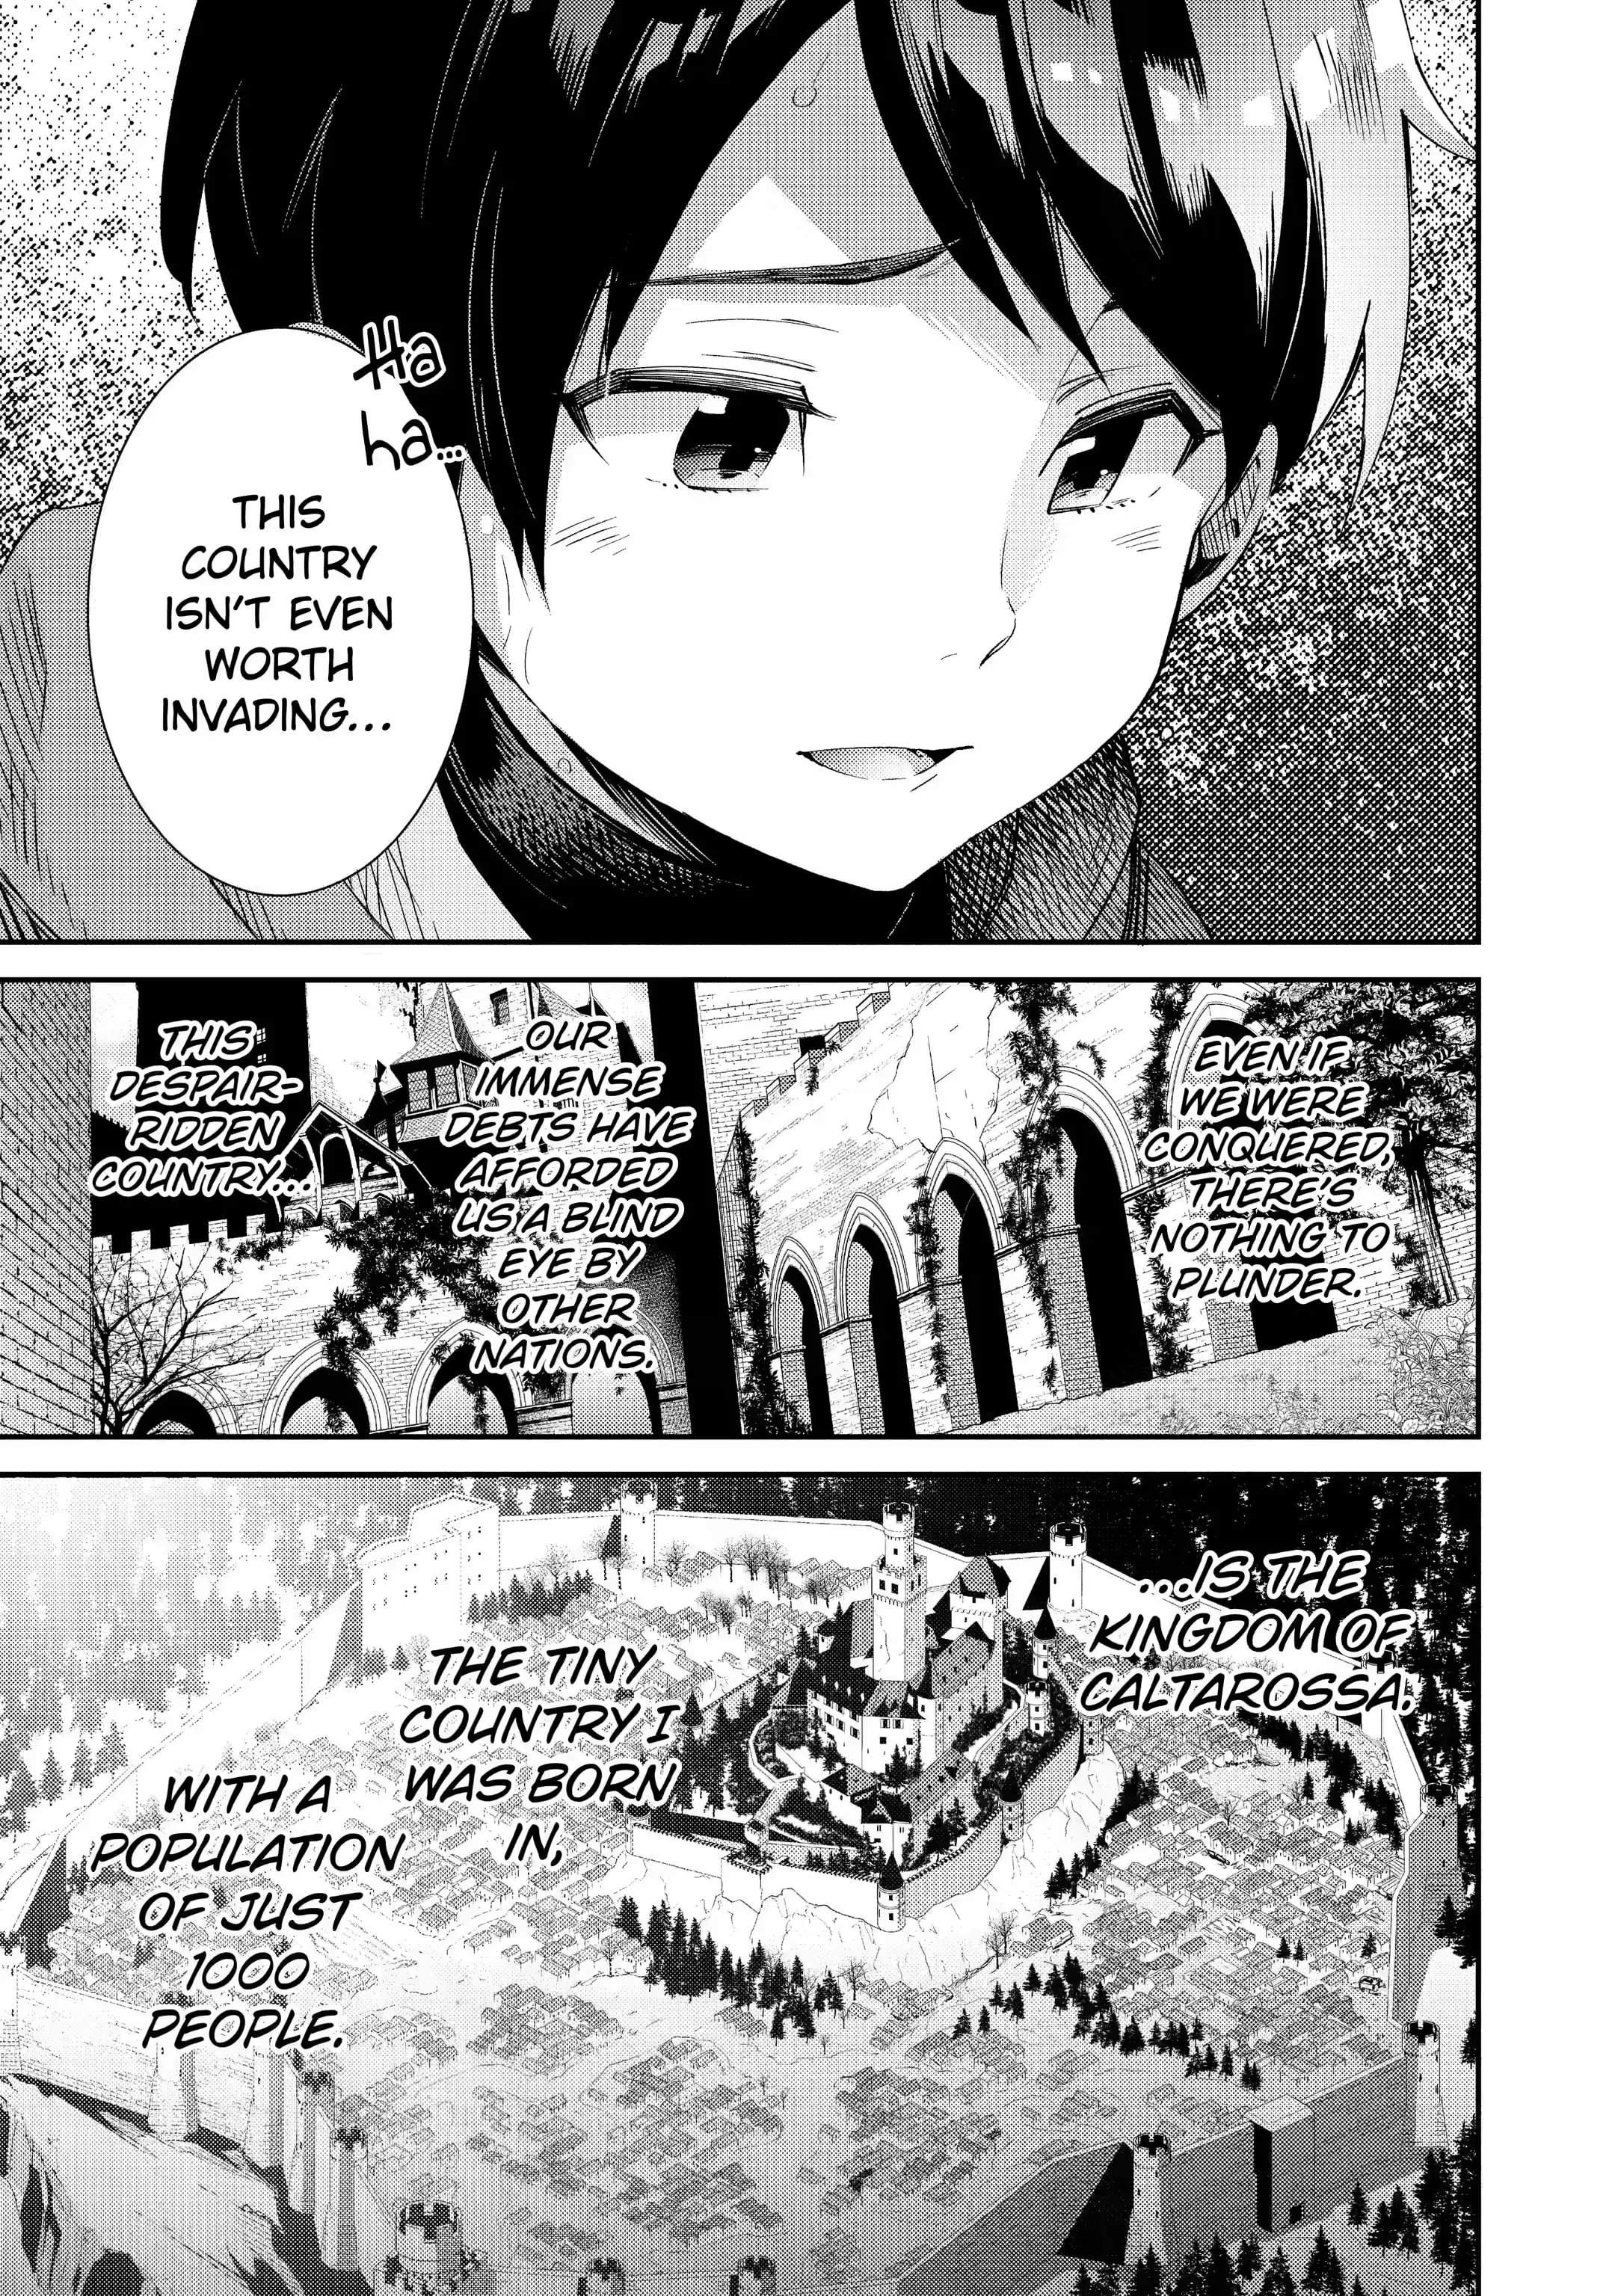 Ha
ha...
THIS
COUNTRY
ISN'T EVEN
WORTH
INVADING...
EVEN IF
WE WERE
CONQUERED,
THERE'S
NOTHING TO
PLUNDER.
OUR
IMMENSE
DEBTS HAVE
AFFORDED
US A BLIND
EYE BY
OTHER
NATIONS.
THIS
DESPAIR-
RIDDEN
COUNTRY...
...IS THE
KINGDOM OF
CALTAROSSA.
THE TINY
COUNTRY I
WAS BORN
IN,
WITH A
POPULATION
OF JUST
1000
PEOPLE.